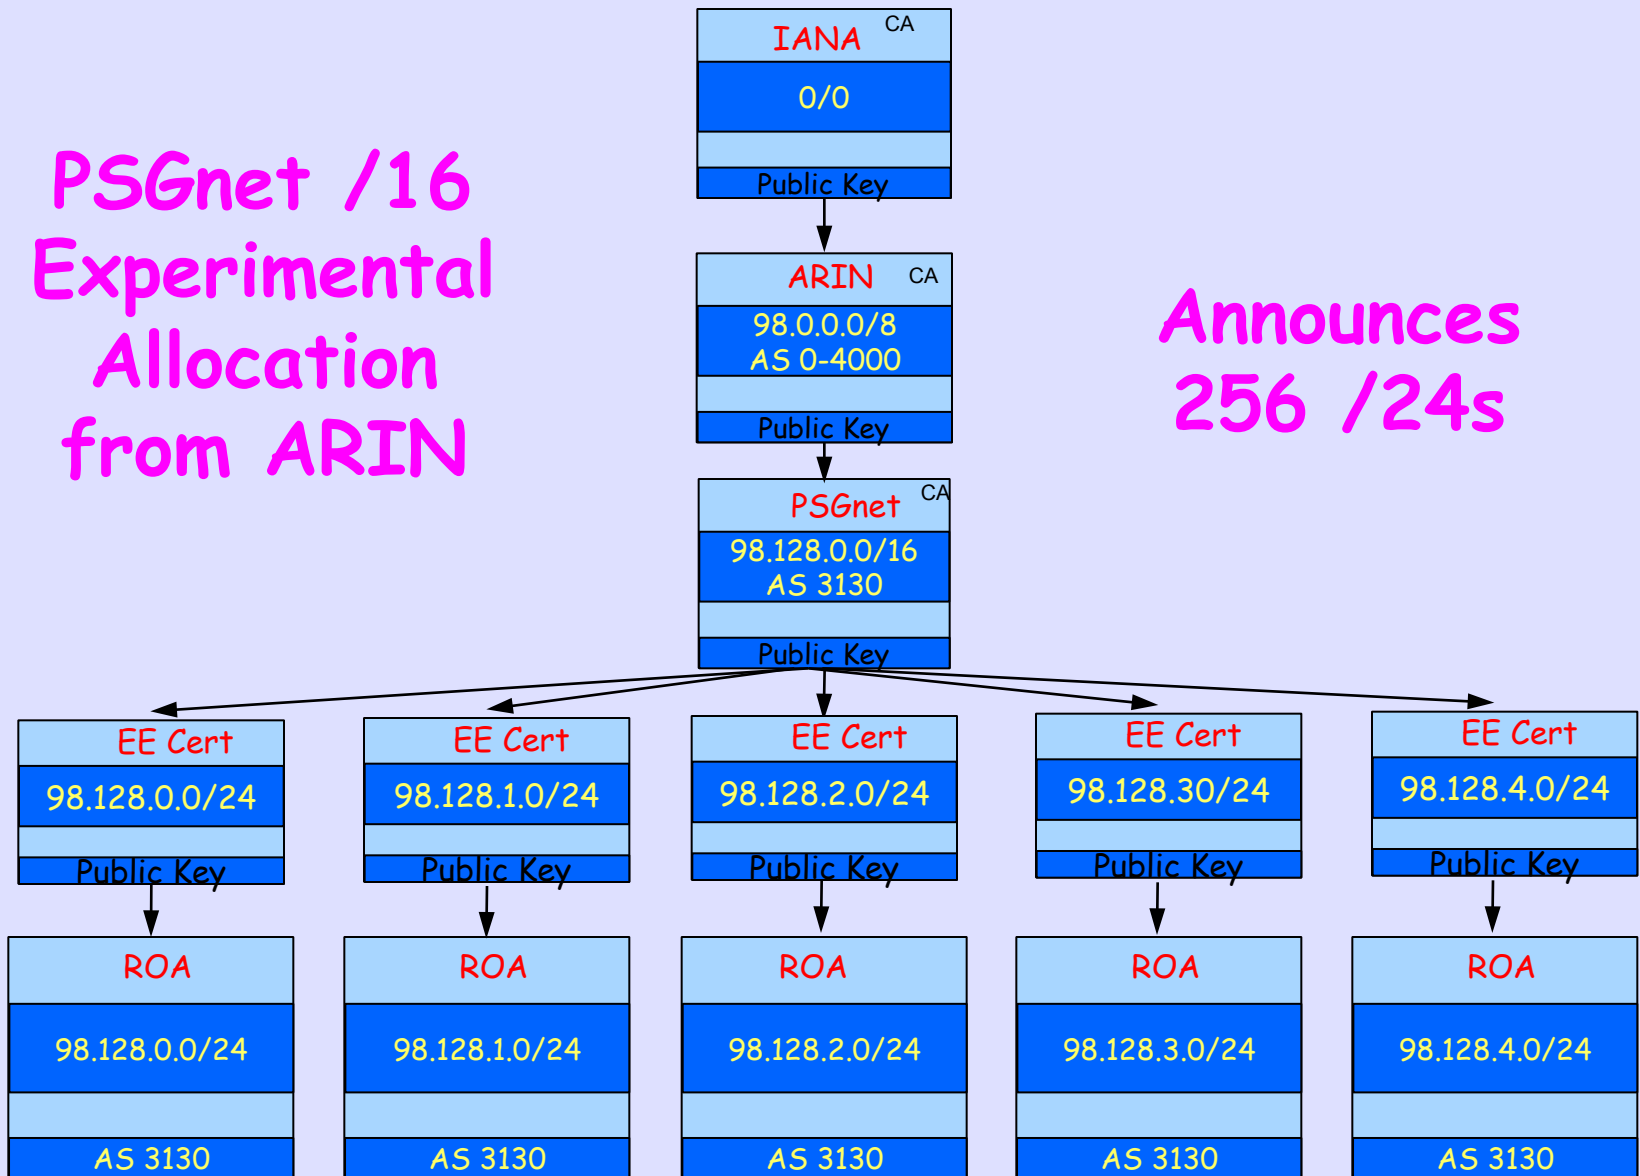 IANA
CA
0/0
Public Key
PSGnet /16
Experimental
Allocation
from ARIN
ARIN
CA
98.0.0.0/8
AS 0-4000
Public Key
Announces
256 /24s
PSGnet
CA
98.128.0.0/16
AS 3130
Public Key
EE Cert
98.128.0.0/24
Public Key
EE Cert
98.128.1.0/24
Public Key
EE Cert
98.128.2.0/24
Public Key
EE Cert
98.128.30/24
Public Key
EE Cert
98.128.4.0/24
Public Key
ROA
98.128.0.0/24
AS 3130
ROA
98.128.1.0/24
AS 3130
ROA
98.128.2.0/24
AS 3130
ROA
98.128.3.0/24
AS 3130
ROA
98.128.4.0/24
AS 3130